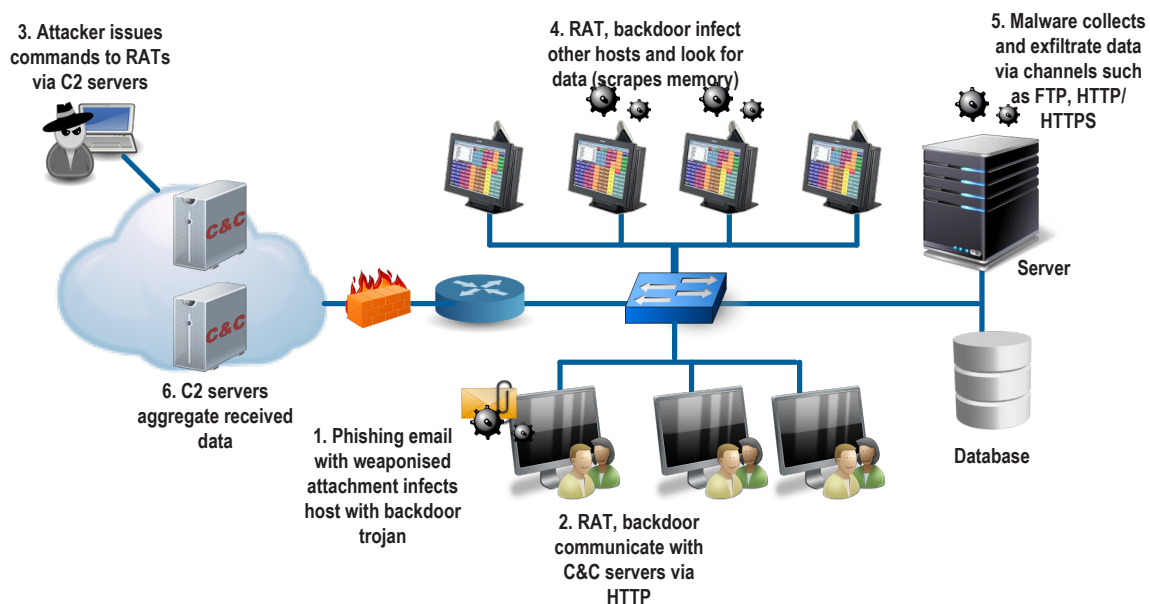 3. Attacker issues
commands to RATs
via C2 servers
4. RAT, backdoor infect
other hosts and look for
data (scrapes memory)
5. Malware collects
and exfiltrate data
via channels such
as FTP, HTTP/
HTTPS
C&C
C&C
Server
6. C2 servers
aggregate received
data
1. Phishing email
with weaponised
attachment infects
host with backdoor
trojan
2. RAT, backdoor
communicate with
C&C servers via
HTTP
Database